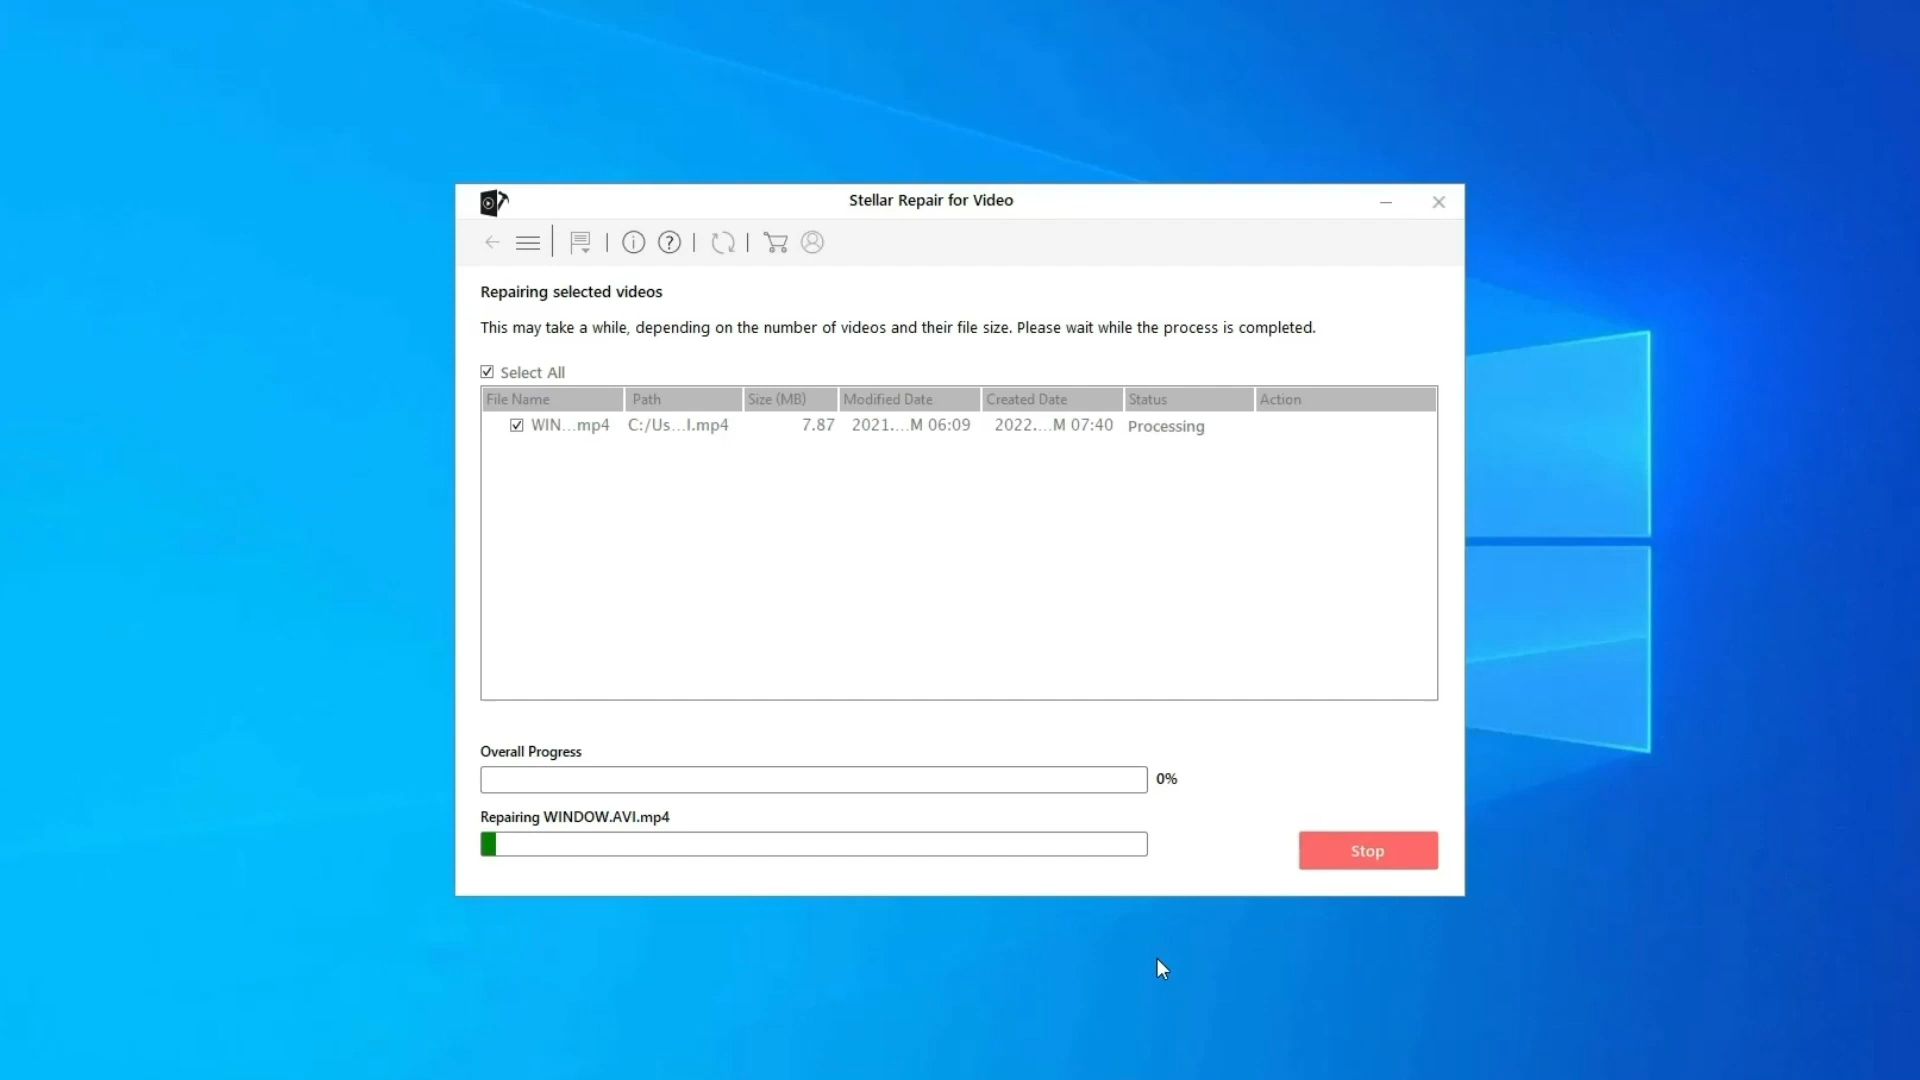 Stellar Repair for Video
Repairing selected videos
This may take a while, depending on the number of videos and their file size. Please wait while the process is completed.
Select All
File Name Path Size (MB) Modified Date Created Date Status Action
WIN...mp4 C:/Us...I.mp4 7.87 2021....M 06:09 2022....M 07:40 Processing
Overall Progress
0%
Repairing WINDOW.AVI.mp4
Stop